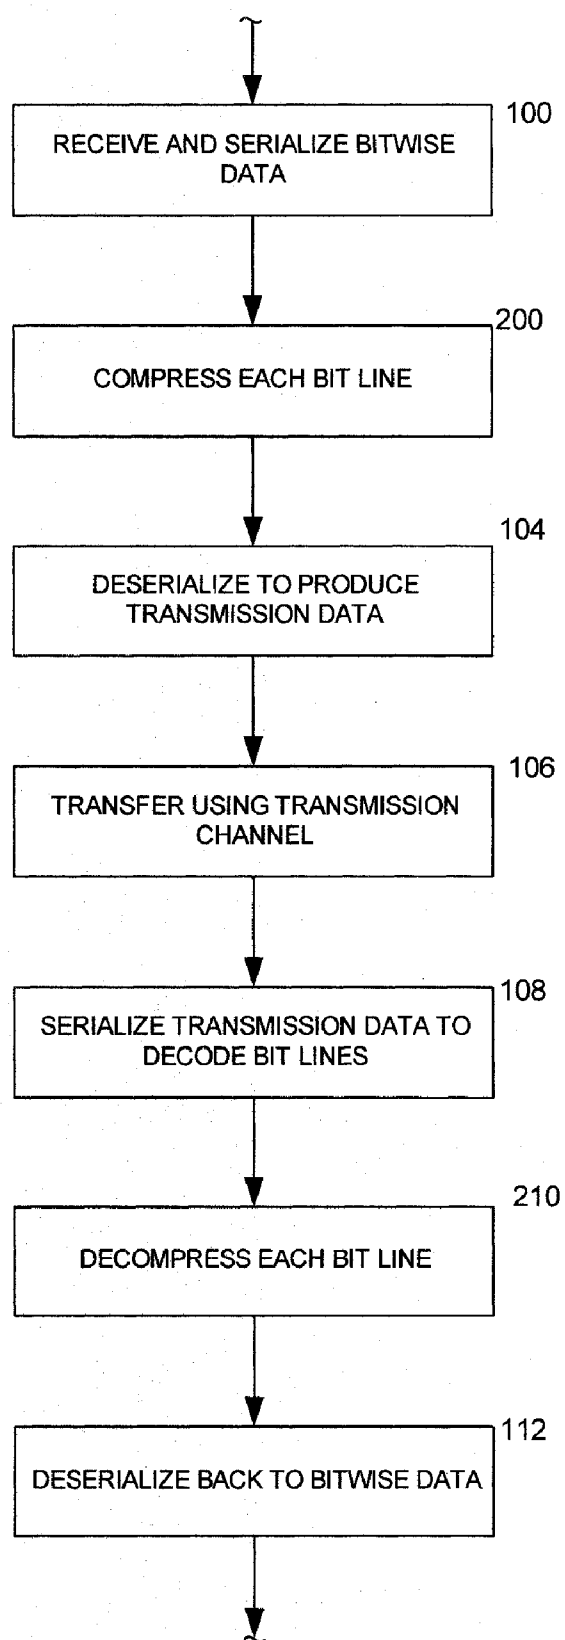 100
RECEIVE AND SERIALIZE BITWISE
DATA
200
COMPRESS EACH BIT LINE
104
DESERIALIZE TO PRODUCE
TRANSMISSION DATA
106
TRANSFER USING TRANSMISSION
CHANNEL
108
SERIALIZE TRANSMISSION DATA TO
DECODE BIT LINES
210
DECOMPRESS EACH BIT LINE
112
DESERIALIZE BACK TO BITWISE DATA